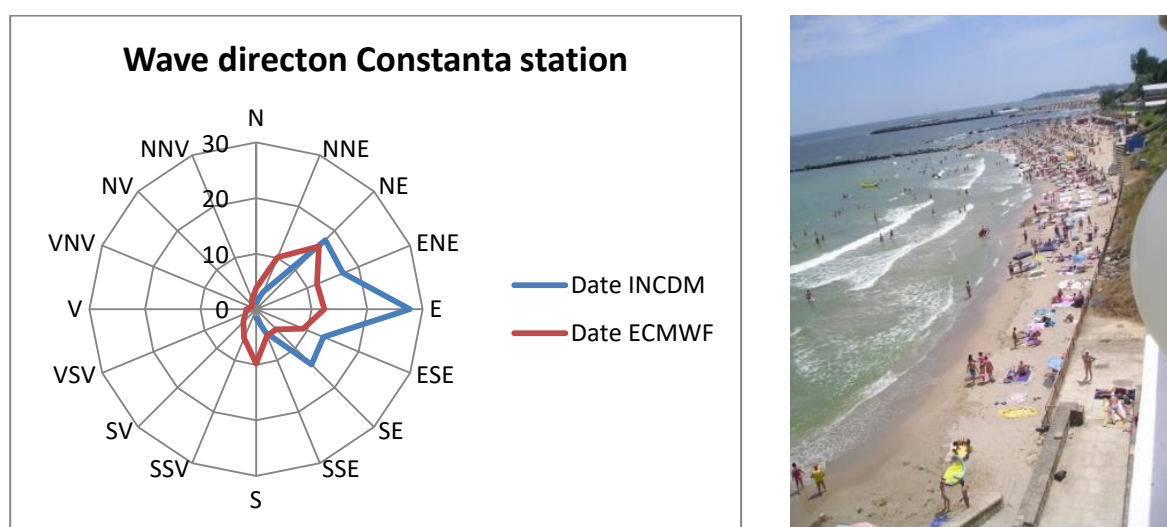 Wave directon Constanta station
N
NNE
NE
ENE
E
ESE
SE
SSE
S
SSV
SV
VSV
V
VNV
NV
NNV
30
20
10
0
Date INCDM
Date ECMWF